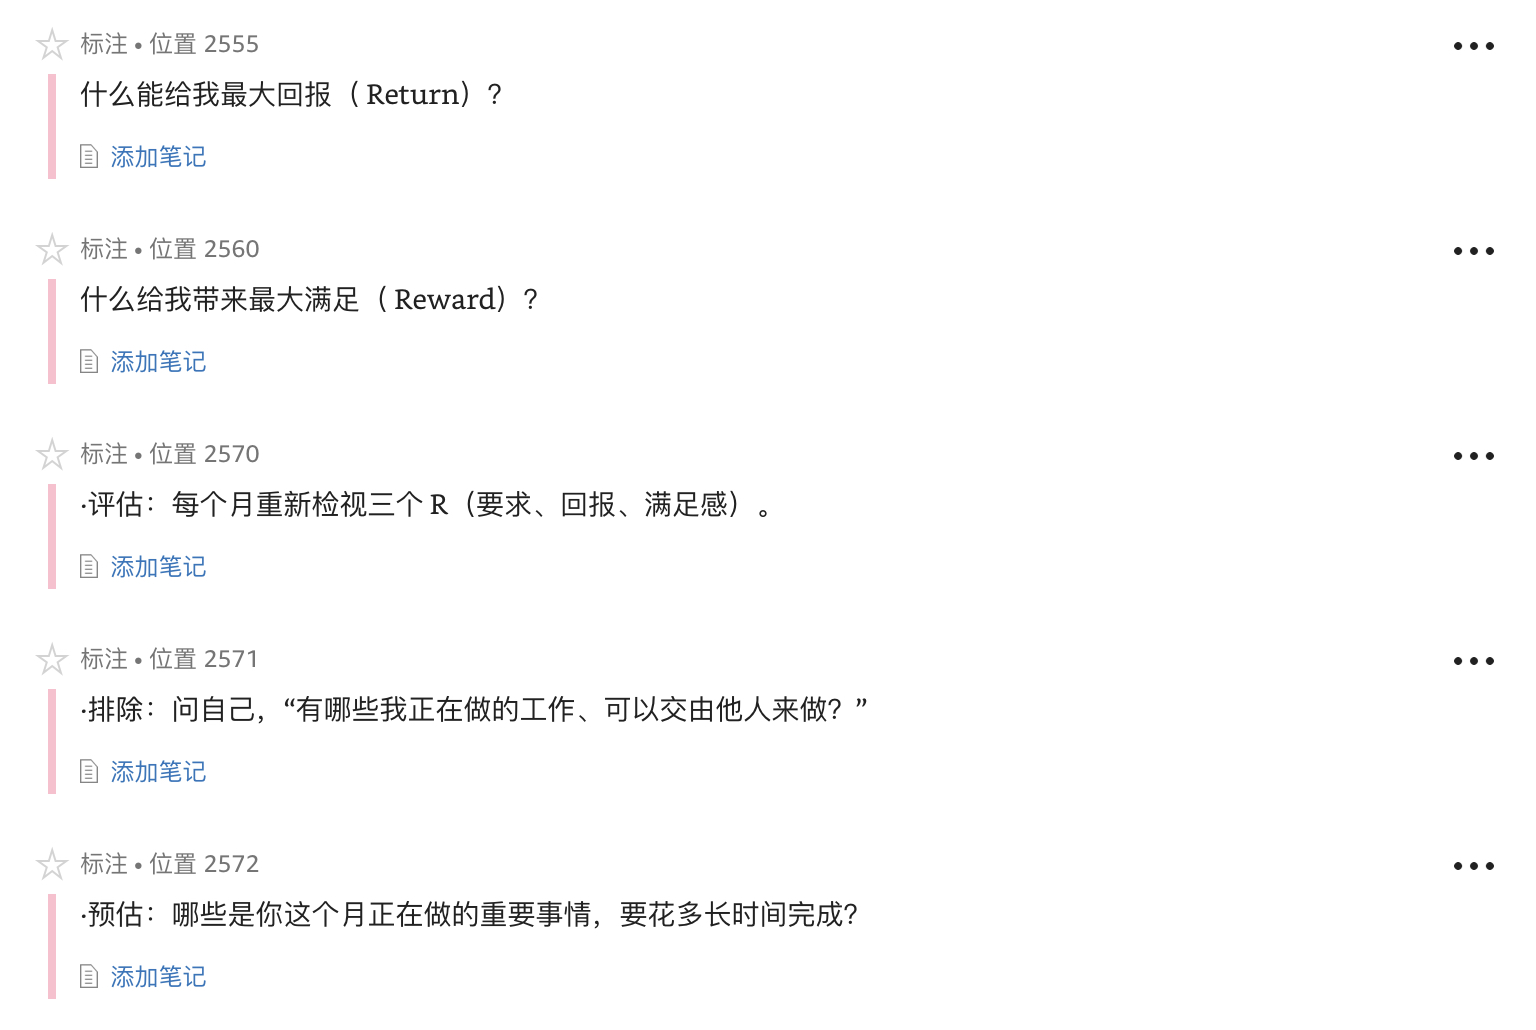 标注 • 位置 2555
什么能给我最大回报（ Return）？
添加笔记
标注 • 位置 2560
什么给我带来最大满足（ Reward）？
添加笔记
标注 • 位置 2570
·评估：每个月重新检视三个 R（要求、回报、满足感）。
添加笔记
标注 • 位置 2571
·排除：问自己，“有哪些我正在做的工作、可以交由他人来做？”
添加笔记
标注 • 位置 2572
·预估：哪些是你这个月正在做的重要事情，要花多长时间完成？
添加笔记